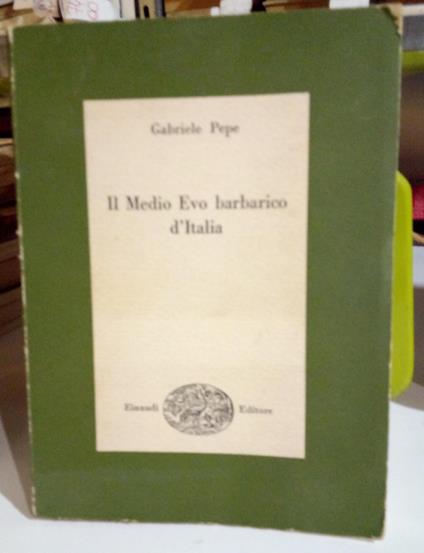 Gabriele Pepe
Il Medio Evo barbarico
d'Italia
Einaudi Editore